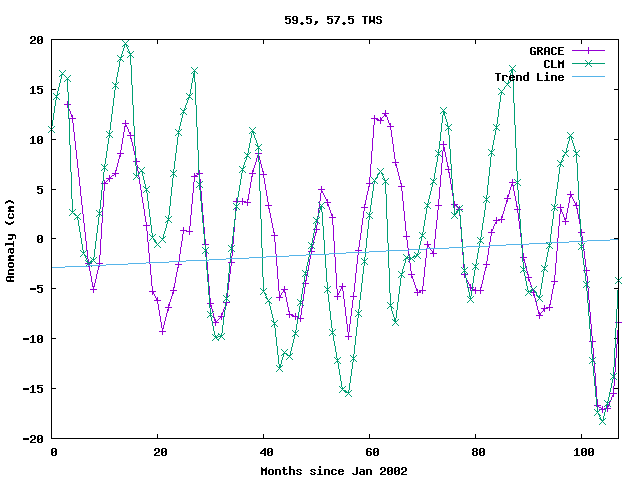 59.5, 57.5 TWS
GRACE
CLM
Trend Line
20
15
10
5
0
-5
-10
-15
-20
Anomaly (cm)
0 20 40 60 80 100
Months since Jan 2002